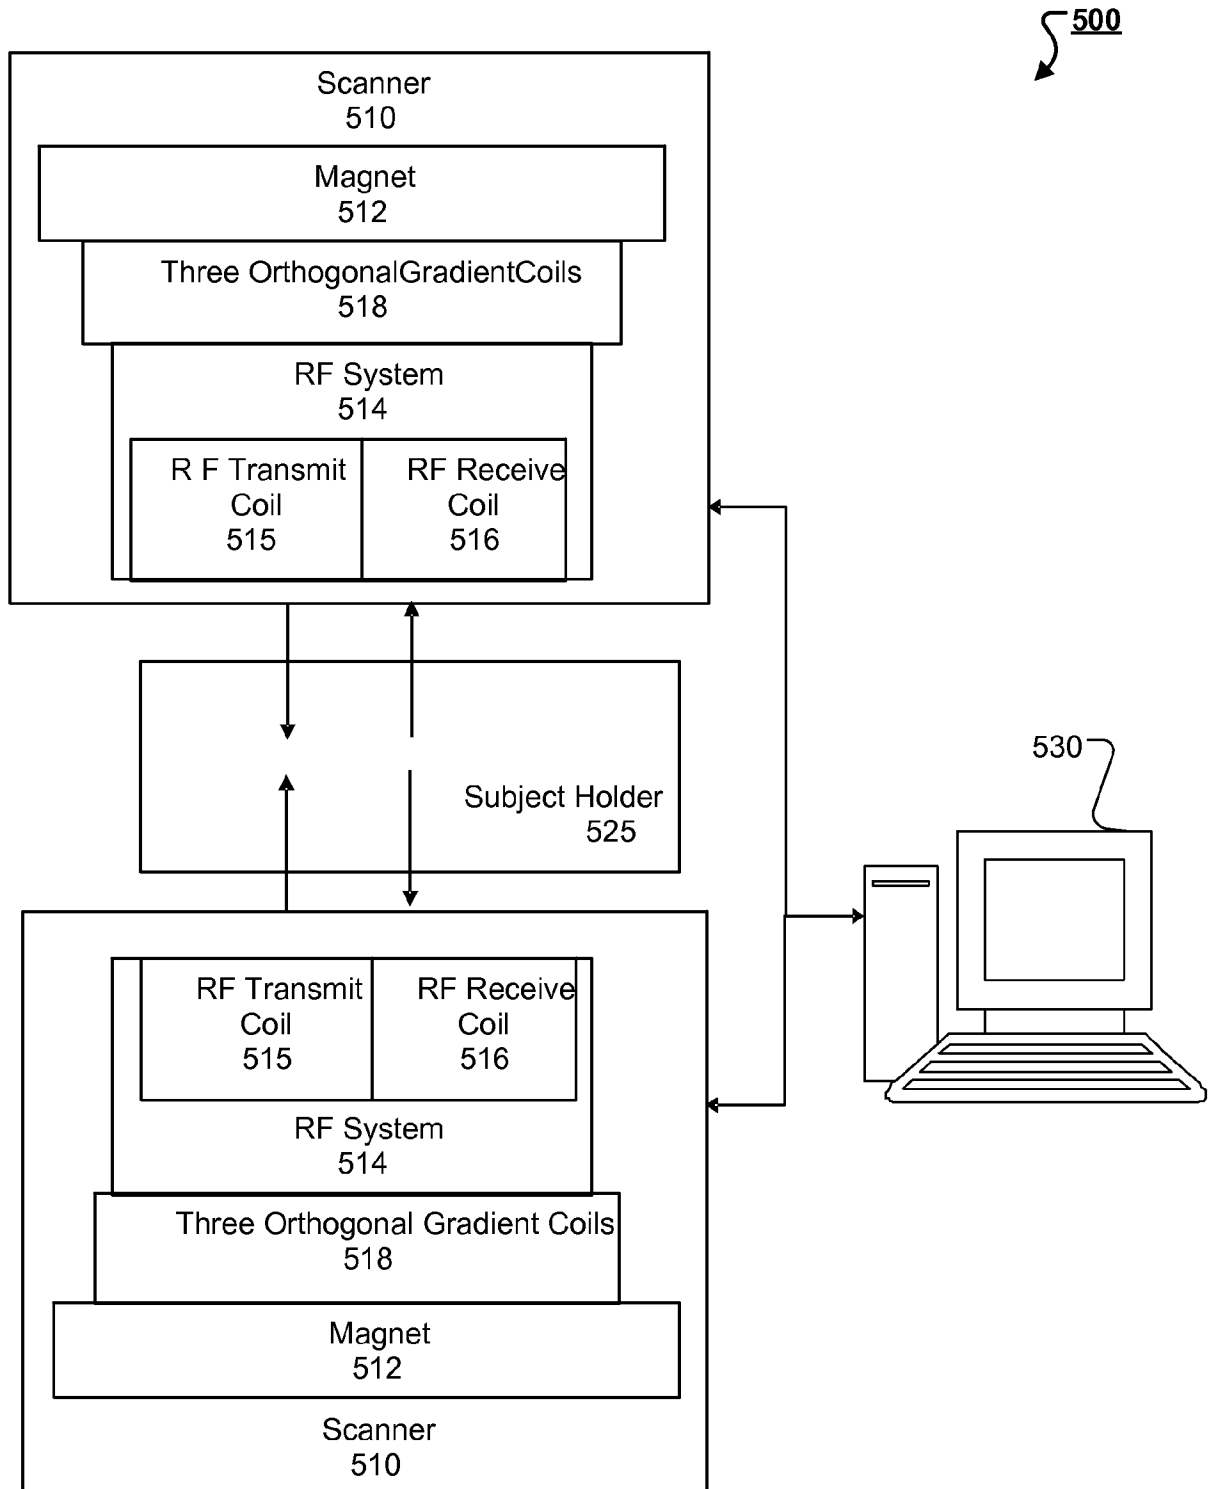 500
Scanner
510
Magnet
512
Three OrthogonalGradientCoils
518
RF System
514
R F Transmit
Coil
515
RF Receive
Coil
516
Subject Holder
525
530
RF Transmit
Coil
515
RF Receive
Coil
516
RF System
514
Three Orthogonal Gradient Coils
518
Magnet
512
Scanner
510